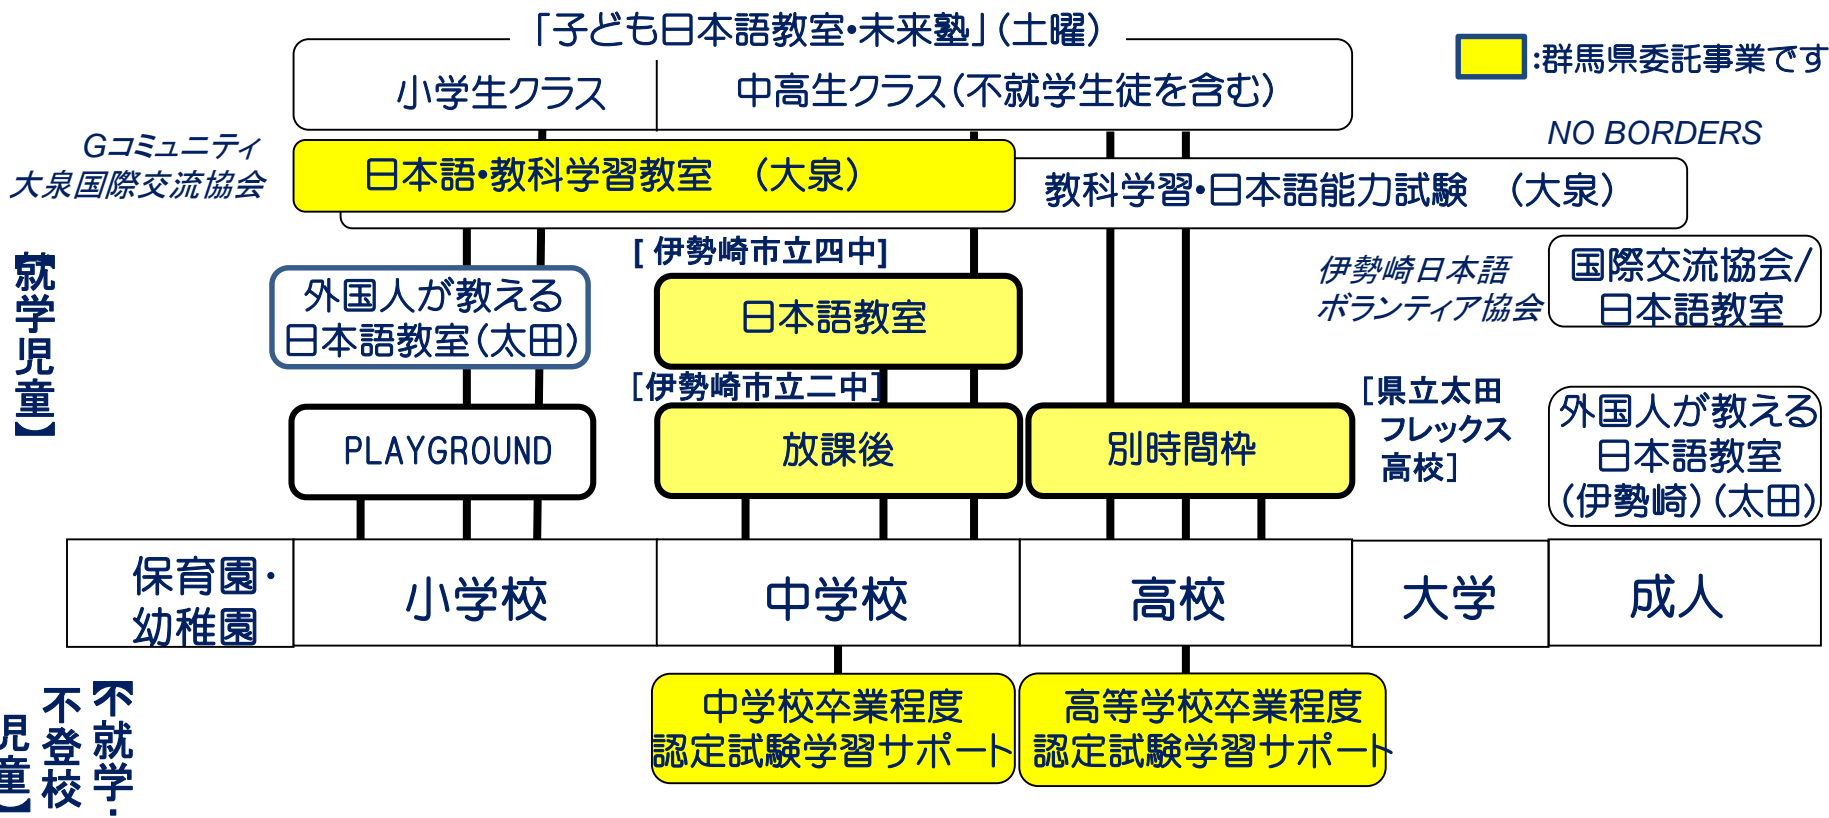 「子ども日本語教室・未来塾」（土曜）
:群馬県委託事業です
小学生クラス
中高生クラス（不就学生徒を含む）
Gコミュニティ
大泉国際交流協会
日本語・教科学習教室　（大泉）
NO BORDERS
教科学習・日本語能力試験　（大泉）
【就学児童】
[ 伊勢崎市立四中]
外国人が教える
日本語教室（太田）
日本語教室
伊勢崎日本語
ボランティア協会
国際交流協会/
日本語教室
[伊勢崎市立二中]
PLAYGROUND
放課後
別時間枠
[県立太田
フレックス
高校]
外国人が教える
日本語教室
（伊勢崎）（太田）
保育園・
幼稚園
小学校
中学校
高校
大学
成人
【不就学・
不登校
児童】
中学校卒業程度
認定試験学習サポート
高等学校卒業程度
認定試験学習サポート